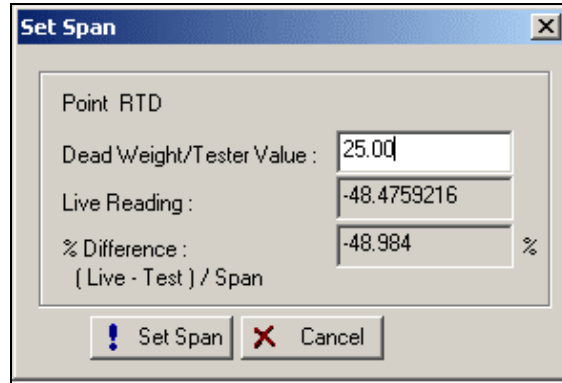 Set Span
Point RTD
Dead Weight/Tester Value : 25.00
Live Reading : -48.4759216
% Difference : -48.984 %
( Live - Test ) / Span
Set Span Cancel